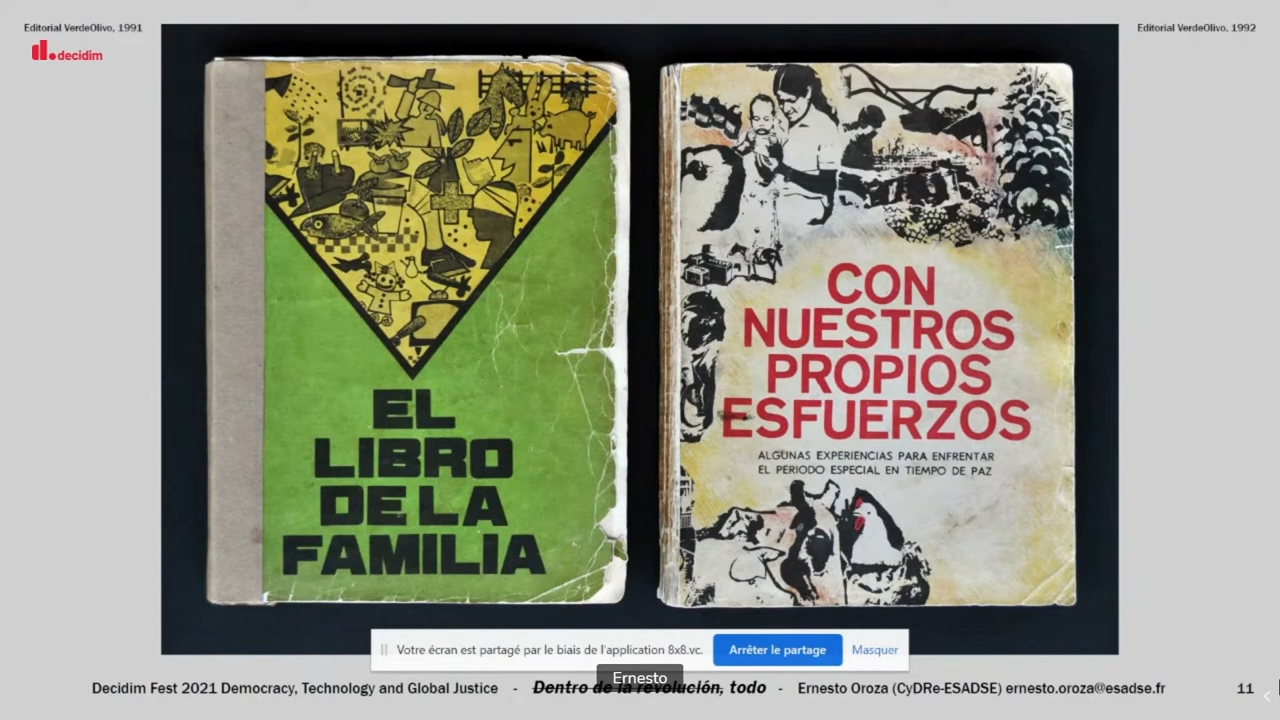 Editorial VerdeOlivo, 1991
Editorial VerdeOlivo. 1992
decidim
EL
LIBRO
DE LA
FAMILIA
CON
NUESTROS
PROPIOS
ESFUERZOS
ALGUNAS EXPERIENCIAS PARA ENFRENTAR
EL PERIODO ESPECIAL EN TIEMPO DE PAZ
Votre écran est partagé par le biais de l'application 8x8.vc. Arrêter le partage Masquer
Ernesto
Decidim Fest 2021 Democracy, Technology and Global Justice - Dentro de la revolución, todo - Ernesto Oroza (CyDRe-ESADSE) ernesto.oroza@esadse.fr 11